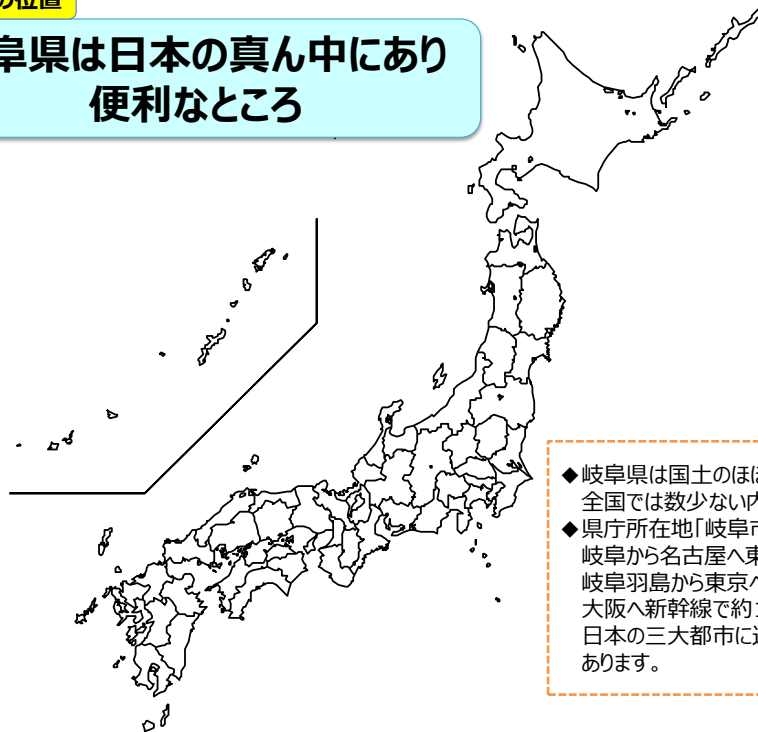 の位置
阜県は日本の真ん中にあり
便利なところ
◆岐阜県は国土のほぼ
全国では数少ない内
◆県庁所在地「岐阜市
岐阜から名古屋へ東
岐阜羽島から東京へ
大阪へ新幹線で約
日本の三大都市に近
あります。